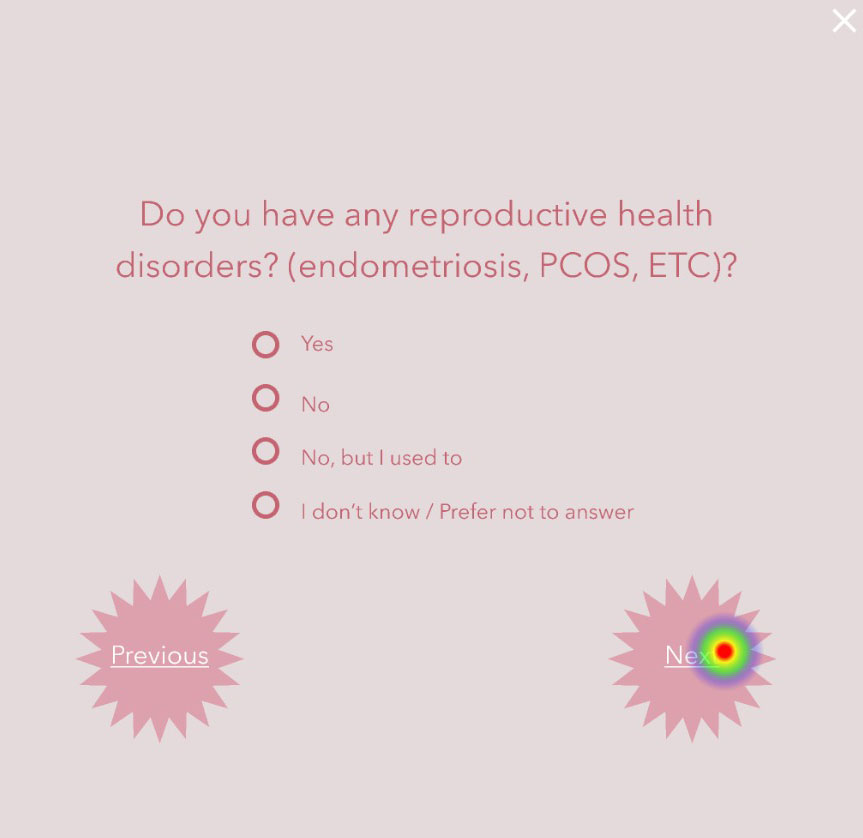 Do you have any reproductive health
disorders? (endometriosis, PCOS, ETC)?
Yes
No
No, but I used to
I don’t know / Prefer not to answer
Previous
Next